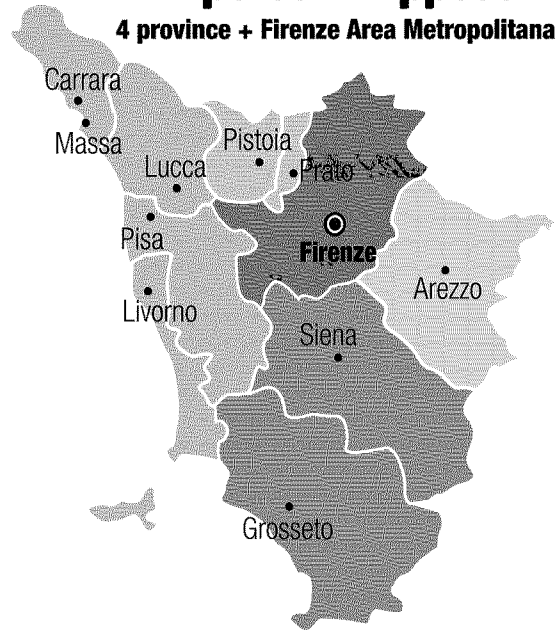 4 province + Firenze Area Metropolitana
Carrara
Massa
Pistoia
Lucca
Prato
Pisa
Firenze
Livorno
Arezzo
Siena
Grosseto